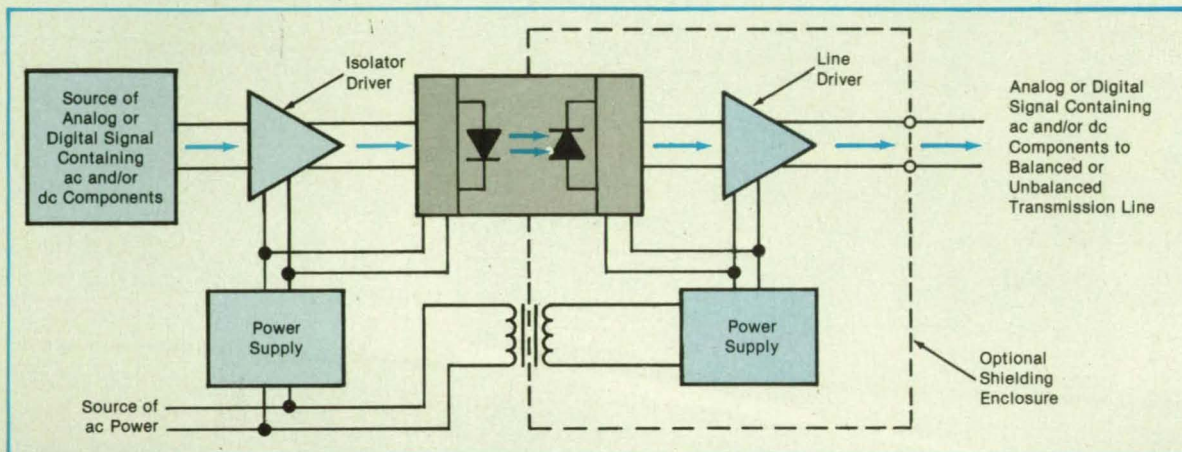 Source of
Analog or
Digital Signal
Containing
ac and/or
dc Components
Isolator
Driver
Line
Driver
Analog or Digital
Signal Containing
ac and/or dc
Components to
Balanced or
Unbalanced
Transmission Line
Power
Supply
Power
Supply
Source of
ac Power
Optional
Shielding
Enclosure